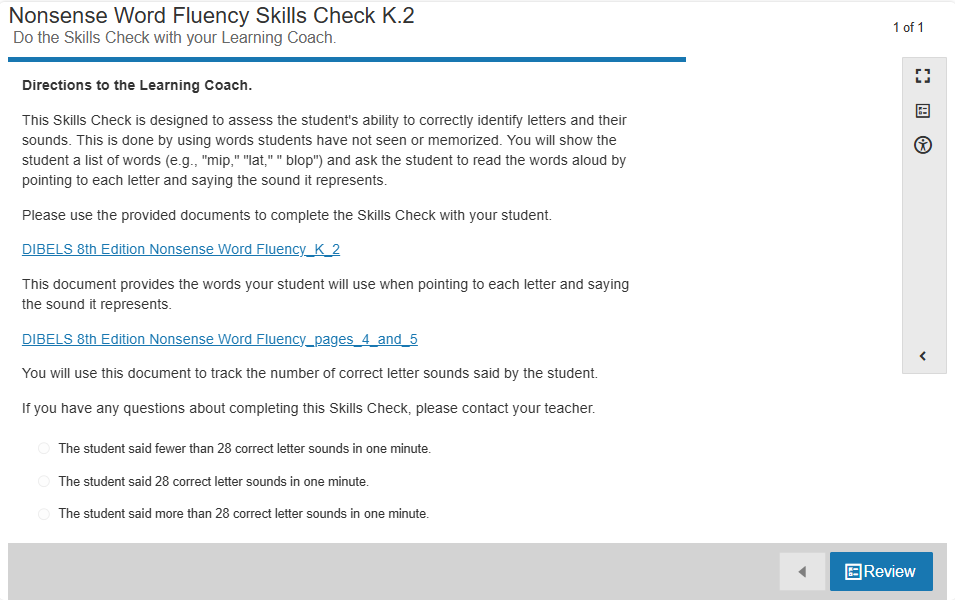 Nonsense Word Fluency Skills Check K.2
Do the Skills Check with your Learning Coach.
1 of 1
Directions to the Learning Coach.
This Skills Check is designed to assess the student's ability to correctly identify letters and their
sounds. This is done by using words students have not seen or memorized. You will show the
student a list of words (e.g., "mip," "lat," " blop") and ask the student to read the words aloud by
pointing to each letter and saying the sound it represents.
Please use the provided documents to complete the Skills Check with your student.
DIBELS 8th Edition Nonsense Word Fluency_K_2
This document provides the words your student will use when pointing to each letter and saying
the sound it represents.
DIBELS 8th Edition Nonsense Word Fluency_pages_4_and_5
You will use this document to track the number of correct letter sounds said by the student.
If you have any questions about completing this Skills Check, please contact your teacher.
The student said fewer than 28 correct letter sounds in one minute.
The student said 28 correct letter sounds in one minute.
The student said more than 28 correct letter sounds in one minute.
Review